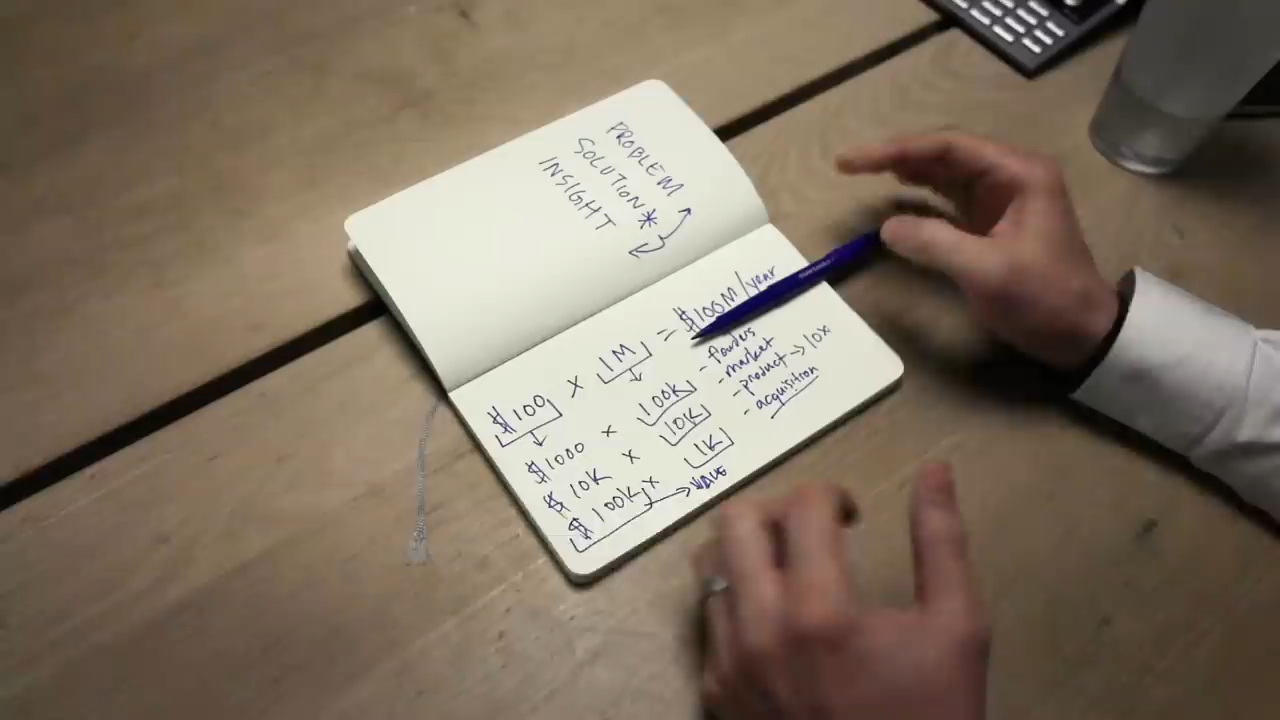 PROBLEM
SOLUTION*
INSIGHT
$100 x 1M = $100M/year
$1000 x 100K
$10K x 10K
$100K x 1K
VALUE
- founders
- market
- product → 10x
- acquisition